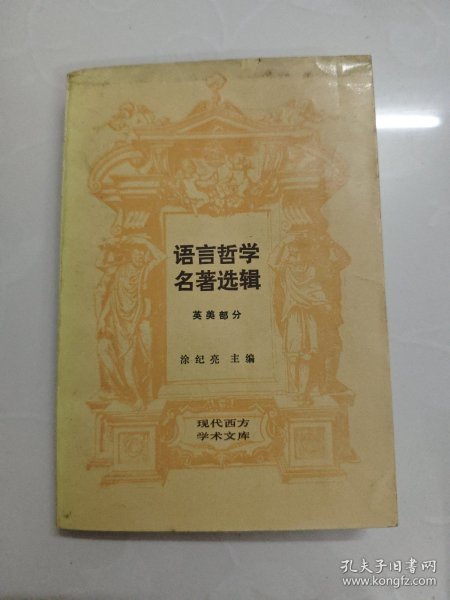 语言哲学
名著选辑
英美部分
涂纪亮 主编
现代西方
学术文库
孔夫子旧书网
www.kongfz.com